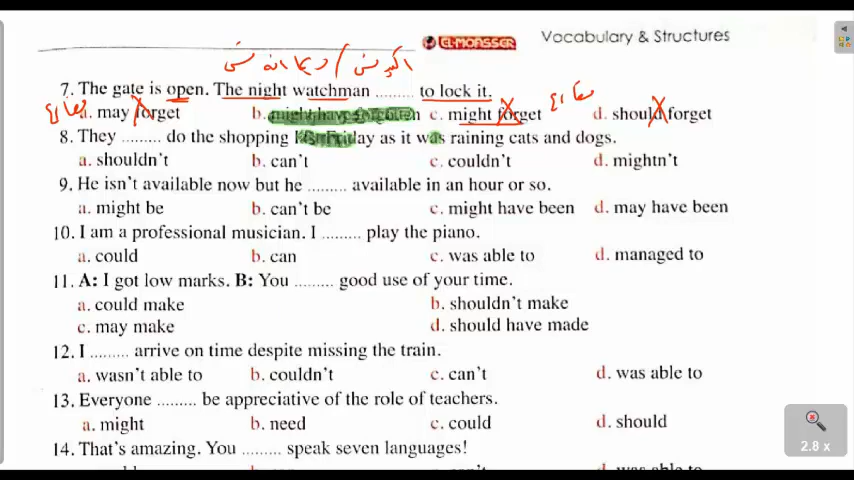 EL-MOASSER Vocabulary & Structures
7. The gate is open. The night watchman ......... to lock it.
a. may forget b. might have forgotten c. might forget d. should forget
8. They ......... do the shopping day as it was raining cats and dogs.
a. shouldn't b. can't c. couldn't d. mightn't
9. He isn't available now but he ......... available in an hour or so.
a. might be b. can't be c. might have been d. may have been
10. I am a professional musician. I ......... play the piano.
a. could b. can c. was able to d. managed to
11. A: I got low marks. B: You ......... good use of your time.
a. could make b. shouldn't make
c. may make d. should have made
12. I ......... arrive on time despite missing the train.
a. wasn't able to b. couldn't c. can't d. was able to
13. Everyone ......... be appreciative of the role of teachers.
a. might b. need c. could d. should
14. That's amazing. You ......... speak seven languages!
2.8 x